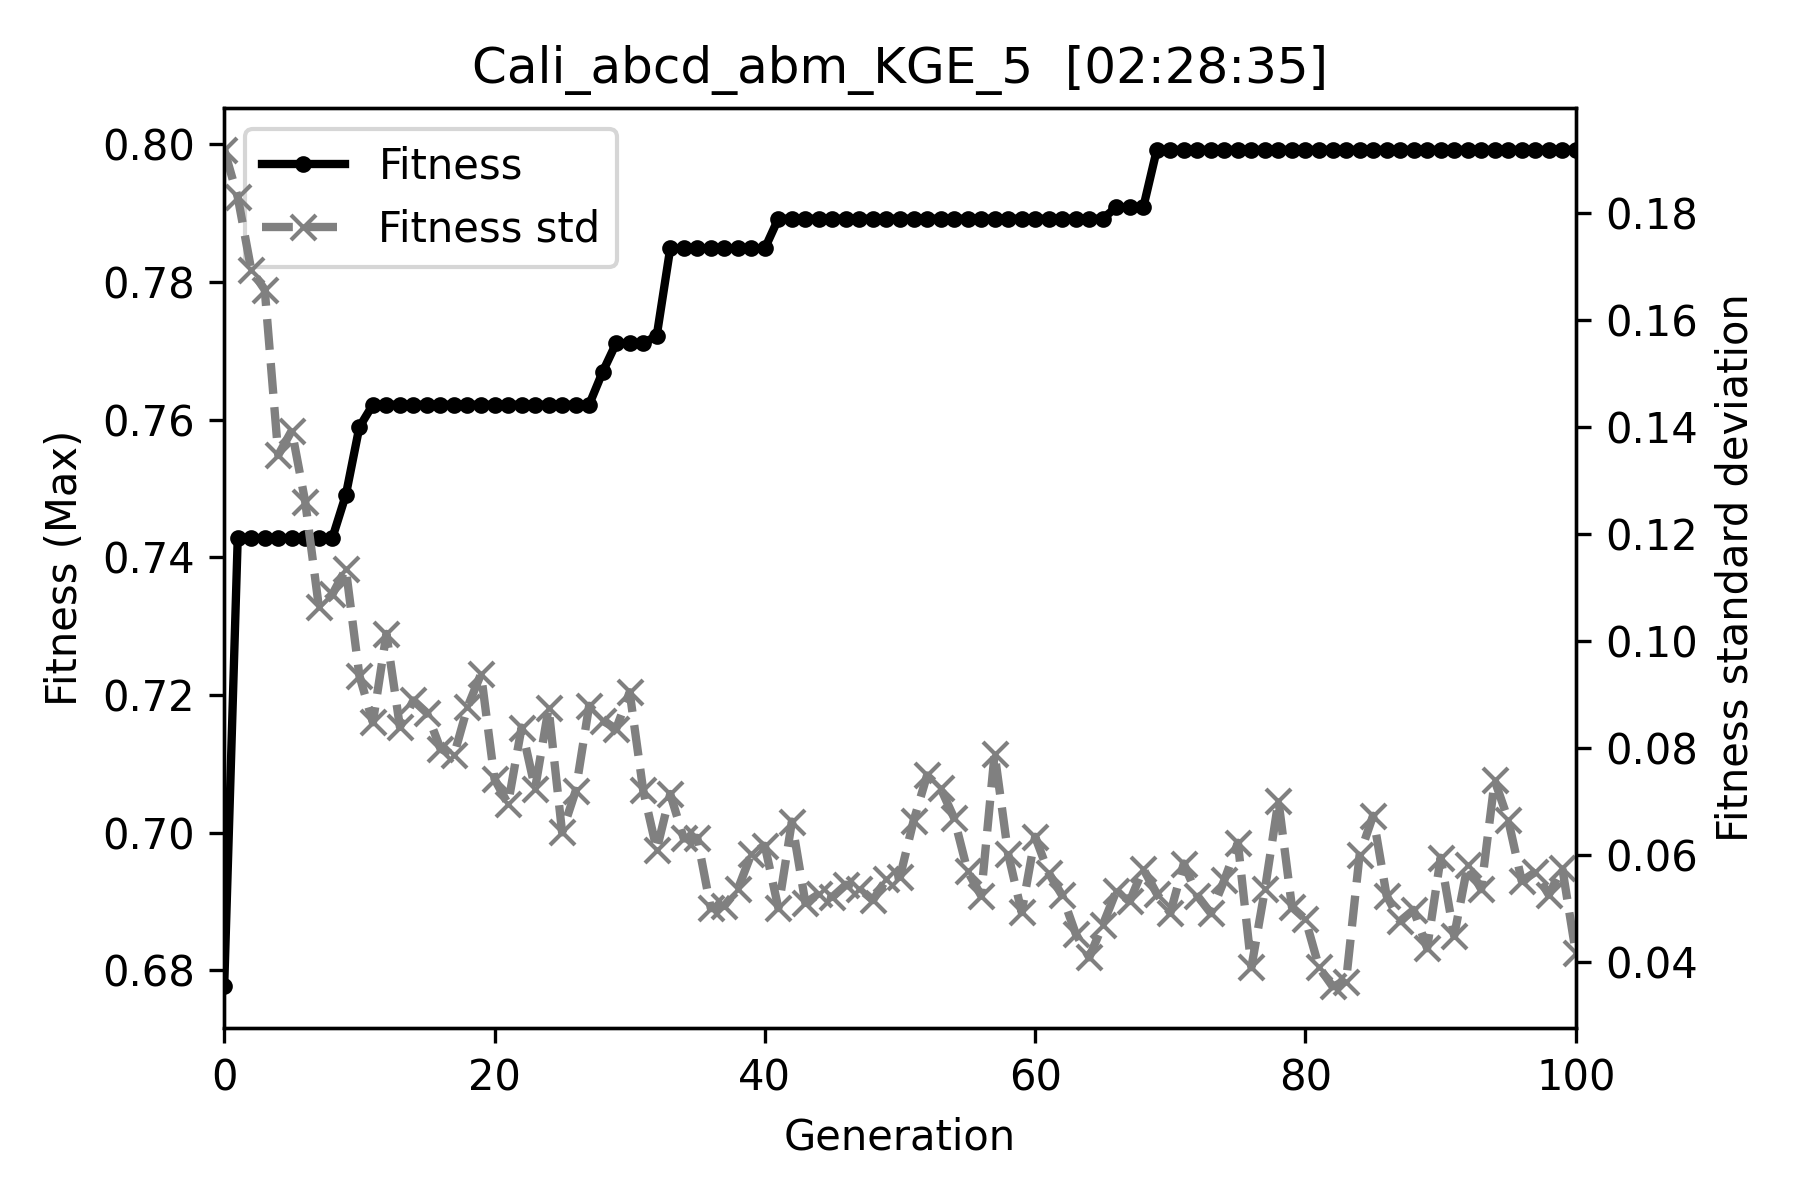 Cali_abcd_abm_KGE_5 [02:28:35]
Fitness
Fitness std
0.80
0.78
0.76
0.74
0.72
0.70
0.68
Fitness (Max)
0.18
0.16
0.14
0.12
0.10
0.08
0.06
0.04
Fitness standard deviation
0 20 40 60 80 100
Generation